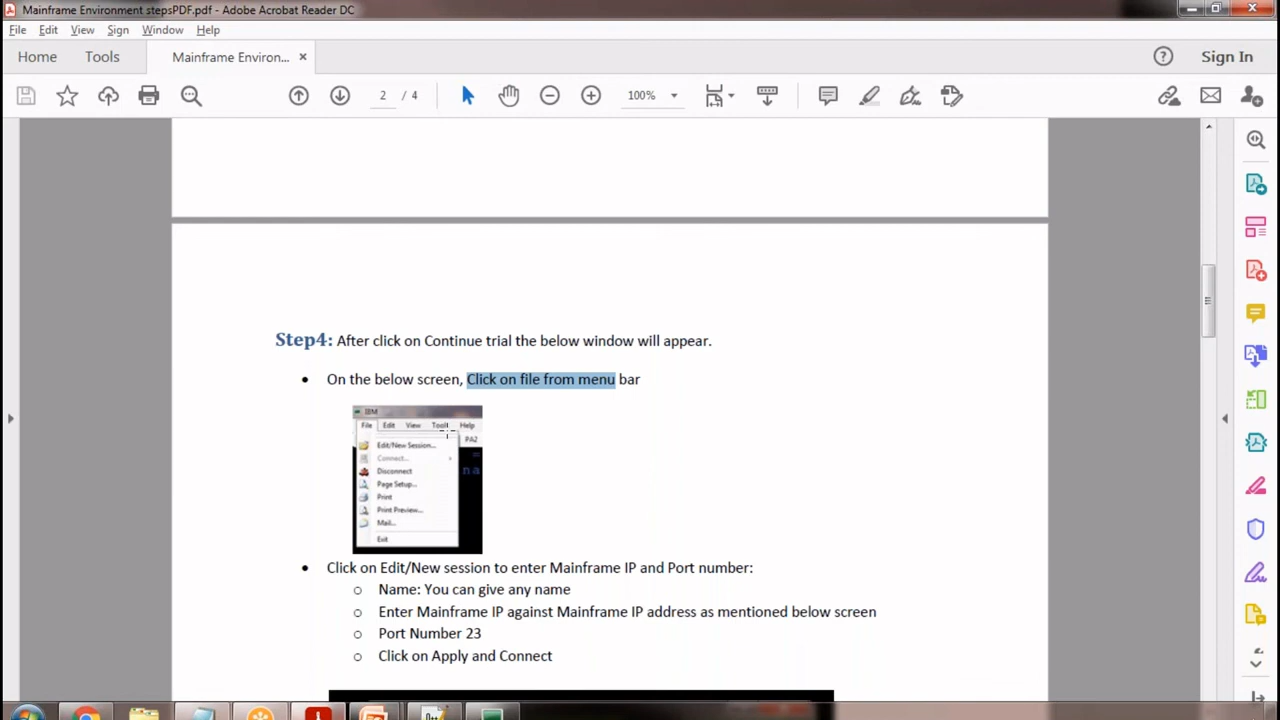 Mainframe Environment stepsPDF.pdf - Adobe Acrobat Reader DC
File Edit View Sign Window Help
Home Tools Mainframe Environ... × Sign In
2 / 4 100%
Step4: After click on Continue trial the below window will appear.
• On the below screen, Click on file from menu bar
IBM
File Edit View Tools Help
PA2
Edit/New Session...
Connect...
Disconnect
na
Page Setup...
Print
Print Preview...
Mail...
Exit
• Click on Edit/New session to enter Mainframe IP and Port number:
o Name: You can give any name
o Enter Mainframe IP against Mainframe IP address as mentioned below screen
o Port Number 23
o Click on Apply and Connect